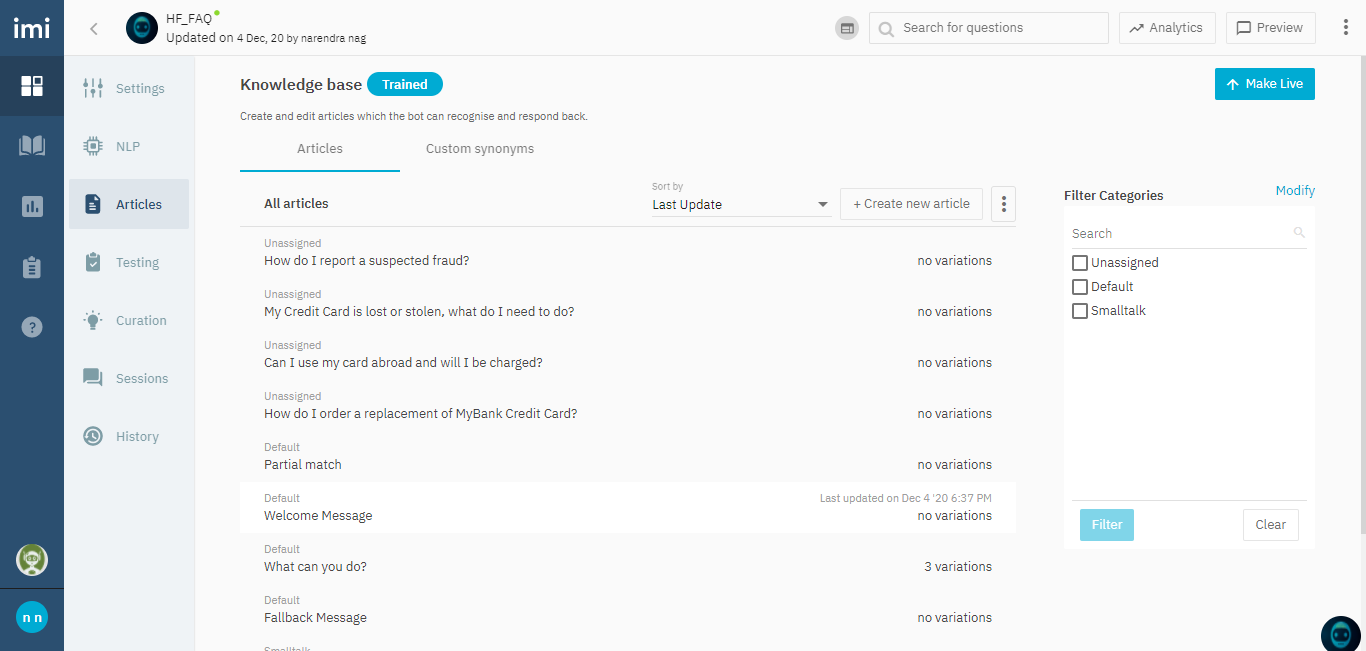 imi
HF_FAQ
Updated on 4 Dec, 20 by narendra nag
Search for questions
Analytics
Preview
Settings
NLP
Articles
Testing
Curation
Sessions
History
?
n n
Knowledge base Trained
Make Live
Create and edit articles which the bot can recognise and respond back.
Articles
Custom synonyms
All articles
Sort by
Last Update
+ Create new article
Unassigned
How do I report a suspected fraud?
no variations
Unassigned
My Credit Card is lost or stolen, what do I need to do?
no variations
Unassigned
Can I use my card abroad and will I be charged?
no variations
Unassigned
How do I order a replacement of MyBank Credit Card?
no variations
Default
Partial match
no variations
Default
Last updated on Dec 4 '20 6:37 PM
Welcome Message
no variations
Default
What can you do?
3 variations
Default
Fallback Message
no variations
Smalltalk
Filter Categories
Modify
Search
Unassigned
Default
Smalltalk
Filter
Clear